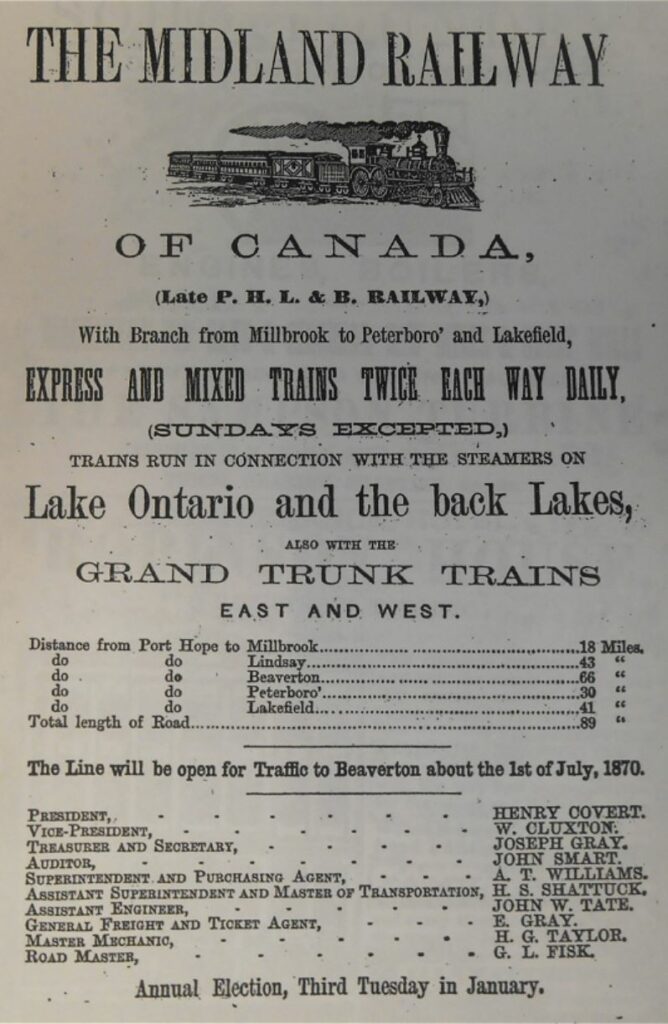 THE MIDLAND RAILWAY
OF CANADA,
(Late P. H. L. & B. RAILWAY,)
With Branch from Millbrook to Peterboro' and Lakefield,
EXPRESS AND MIXED TRAINS TWICE EACH WAY DAILY,
(SUNDAYS EXCEPTED,)
TRAINS RUN IN CONNECTION WITH THE STEAMERS ON
Lake Ontario and the back Lakes,
ALSO WITH THE
GRAND TRUNK TRAINS
EAST AND WEST.
Distance from Port Hope to Millbrook....................18 Miles.
do do Lindsay....................43 “
do do Beaverton....................66 “
do do Peterboro'....................30 “
do do Lakefield....................41 “
Total length of Road....................89 “
The Line will be open for Traffic to Beaverton about the 1st of July, 1870.
PRESIDENT, - - - - - - HENRY COVERT.
VICE-PRESIDENT, - - - - - - W. CLUXTON.
TREASURER AND SECRETARY, - - - - JOSEPH GRAY.
AUDITOR, - - - - - - - JOHN SMART.
SUPERINTENDENT AND PURCHASING AGENT, - - - A. T. WILLIAMS.
ASSISTANT SUPERINTENDENT AND MASTER OF TRANSPORTATION, H. S. SHATTUCK.
ASSISTANT ENGINEER, - - - - - JOHN W. TATE.
GENERAL FREIGHT AND TICKET AGENT, - - - E. GRAY.
MASTER MECHANIC, - - - - - H. G. TAYLOR.
ROAD MASTER, - - - - - - G. L. FISK.
Annual Election, Third Tuesday in January.